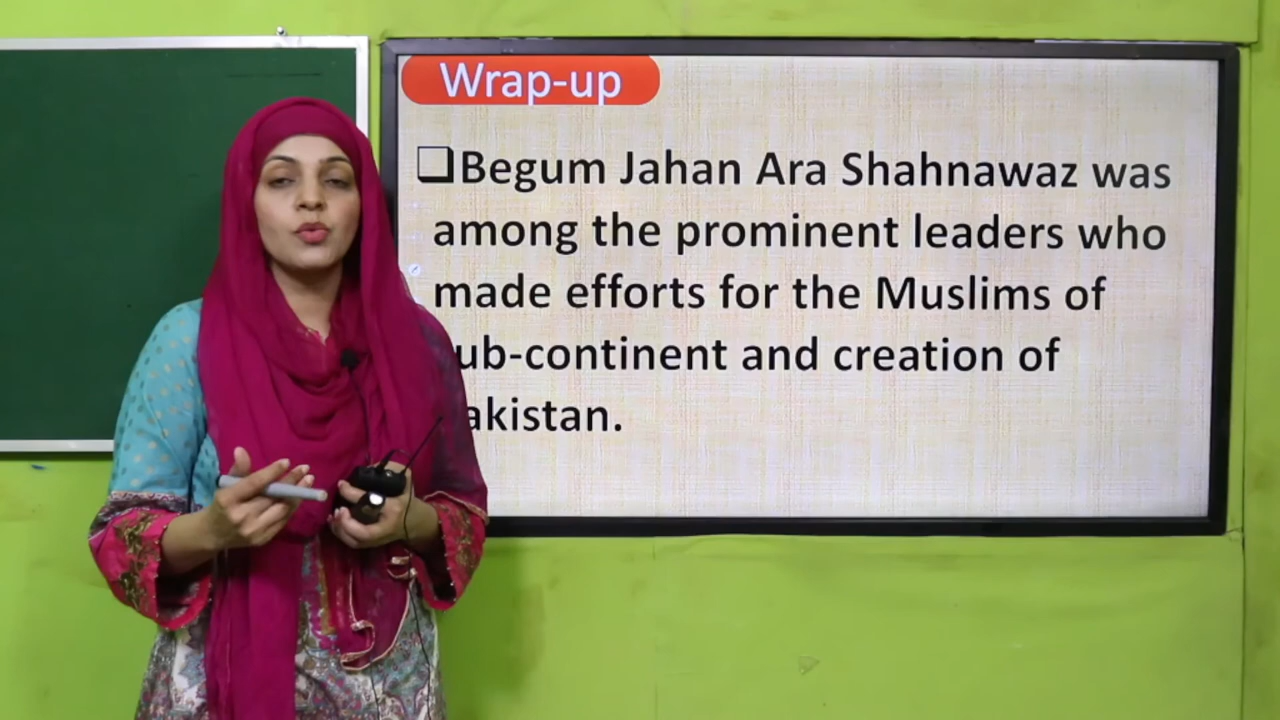 Wrap-up
❑Begum Jahan Ara Shahnawaz was
among the prominent leaders who
made efforts for the Muslims of
ub-continent and creation of
akistan.